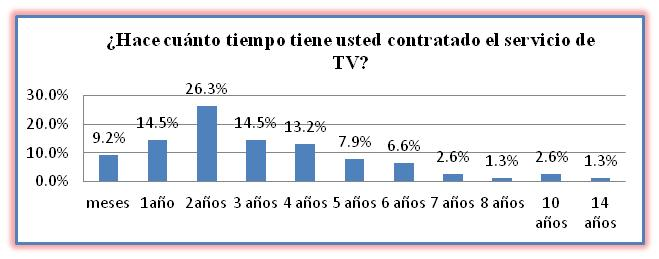 ¿Hace cuánto tiempo tiene usted contratado el servicio de
TV?
30.0%
20.0%
10.0%
0.0%
9.2%
14.5%
26.3%
14.5%
13.2%
7.9%
6.6%
2.6%
1.3%
2.6%
1.3%
meses
1año
2años
3 años
4 años
5 años
6 años
7 años
8 años
10
años
14
años